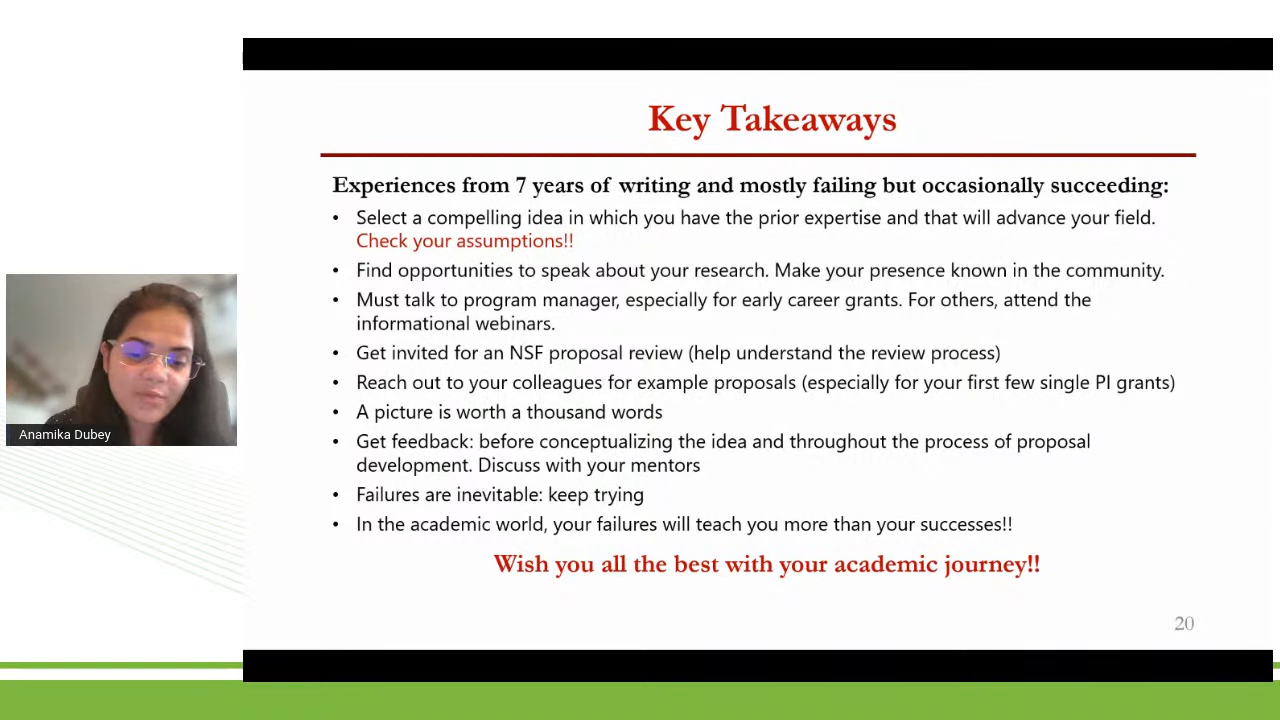 Key Takeaways
Experiences from 7 years of writing and mostly failing but occasionally succeeding:
• Select a compelling idea in which you have the prior expertise and that will advance your field.
Check your assumptions!!
• Find opportunities to speak about your research. Make your presence known in the community.
• Must talk to program manager, especially for early career grants. For others, attend the
informational webinars.
• Get invited for an NSF proposal review (help understand the review process)
• Reach out to your colleagues for example proposals (especially for your first few single PI grants)
• A picture is worth a thousand words
• Get feedback: before conceptualizing the idea and throughout the process of proposal
development. Discuss with your mentors
• Failures are inevitable: keep trying
• In the academic world, your failures will teach you more than your successes!!
Wish you all the best with your academic journey!!
20
Anamika Dubey